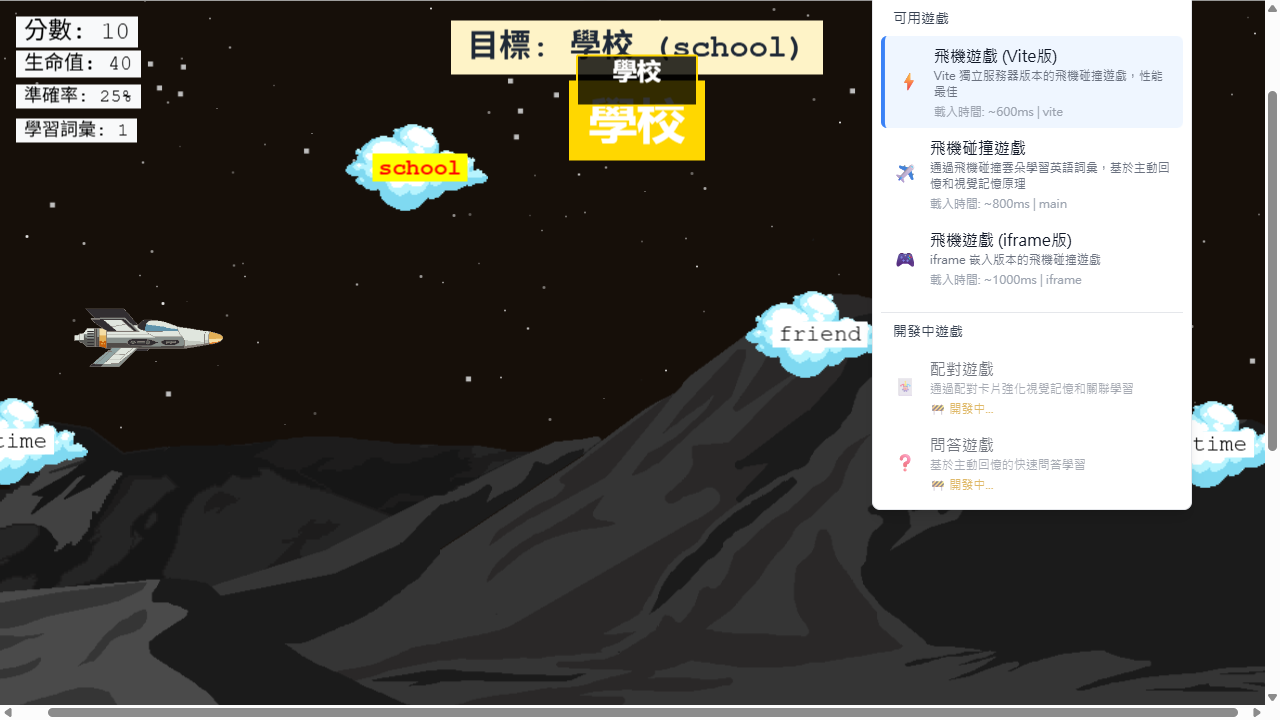 分數: 10
生命值: 40
準確率: 25%
學習詞彙: 1
目標: 學校 (school)
學校
學校
school
friend
time
time
可用遊戲
飛機遊戲 (Vite版)
Vite 獨立服務器版本的飛機碰撞遊戲，性能
最佳
載入時間: ~600ms | vite
飛機碰撞遊戲
通過飛機碰撞雲朵學習英語詞彙，基於主動回
憶和視覺記憶原理
載入時間: ~800ms | main
飛機遊戲 (iframe版)
iframe 嵌入版本的飛機碰撞遊戲
載入時間: ~1000ms | iframe
開發中遊戲
配對遊戲
通過配對卡片強化視覺記憶和關聯學習
開發中...
問答遊戲
基於主動回憶的快速問答學習
開發中...